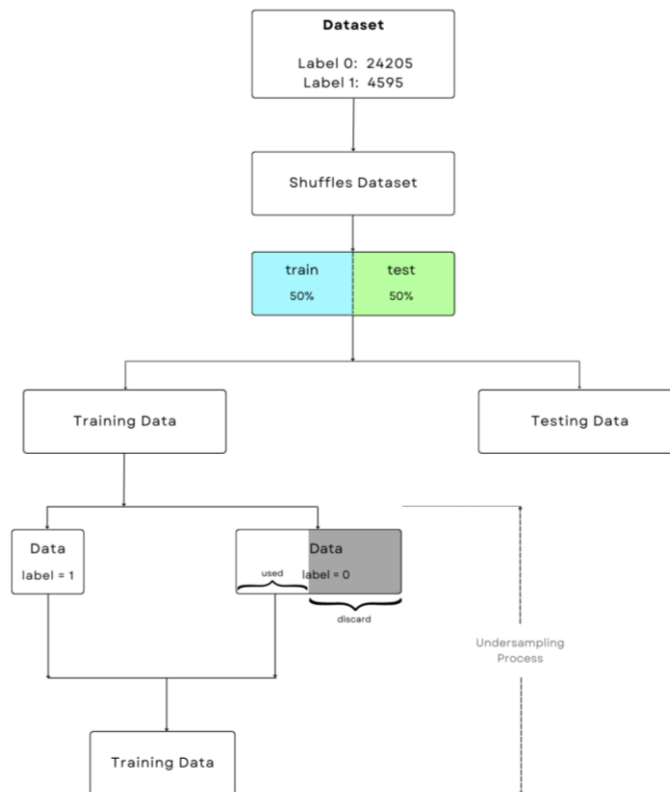 Dataset
Label 0: 24205
Label 1: 4595
Shuffles Dataset
train
test
50%
50%
Training Data
Testing Data
Data
label = 1
Data
label = 0
used
discard
Undersampling
Process
Training Data